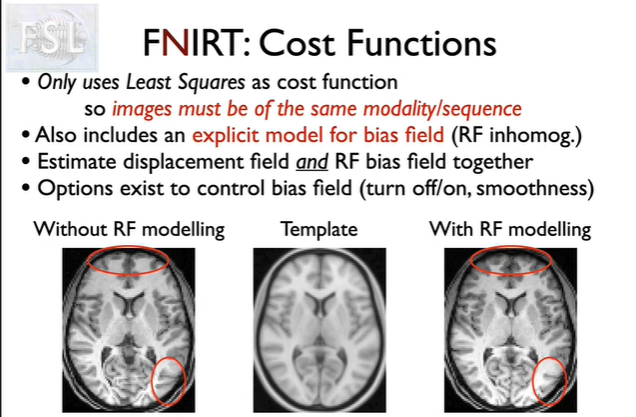 FSL
FNIRT: Cost Functions
• Only uses Least Squares as cost function
so images must be of the same modality/sequence
• Also includes an explicit model for bias field (RF inhomog.)
• Estimate displacement field and RF bias field together
• Options exist to control bias field (turn off/on, smoothness)
Without RF modelling
Template
With RF modelling